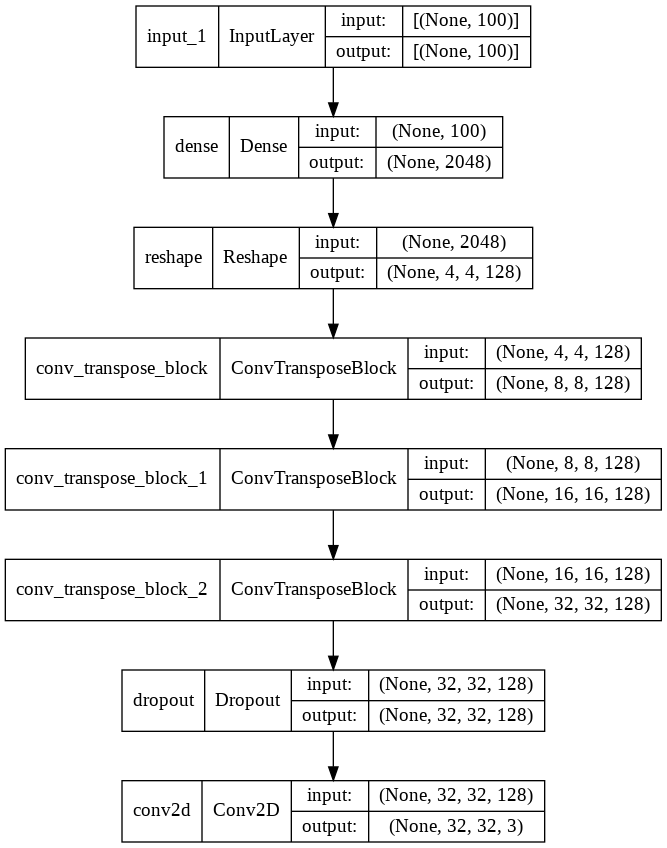 input_1 InputLayer input: [(None, 100)]
output: [(None, 100)]
dense Dense input: (None, 100)
output: (None, 2048)
reshape Reshape input: (None, 2048)
output: (None, 4, 4, 128)
conv_transpose_block ConvTransposeBlock input: (None, 4, 4, 128)
output: (None, 8, 8, 128)
conv_transpose_block_1 ConvTransposeBlock input: (None, 8, 8, 128)
output: (None, 16, 16, 128)
conv_transpose_block_2 ConvTransposeBlock input: (None, 16, 16, 128)
output: (None, 32, 32, 128)
dropout Dropout input: (None, 32, 32, 128)
output: (None, 32, 32, 128)
conv2d Conv2D input: (None, 32, 32, 128)
output: (None, 32, 32, 3)